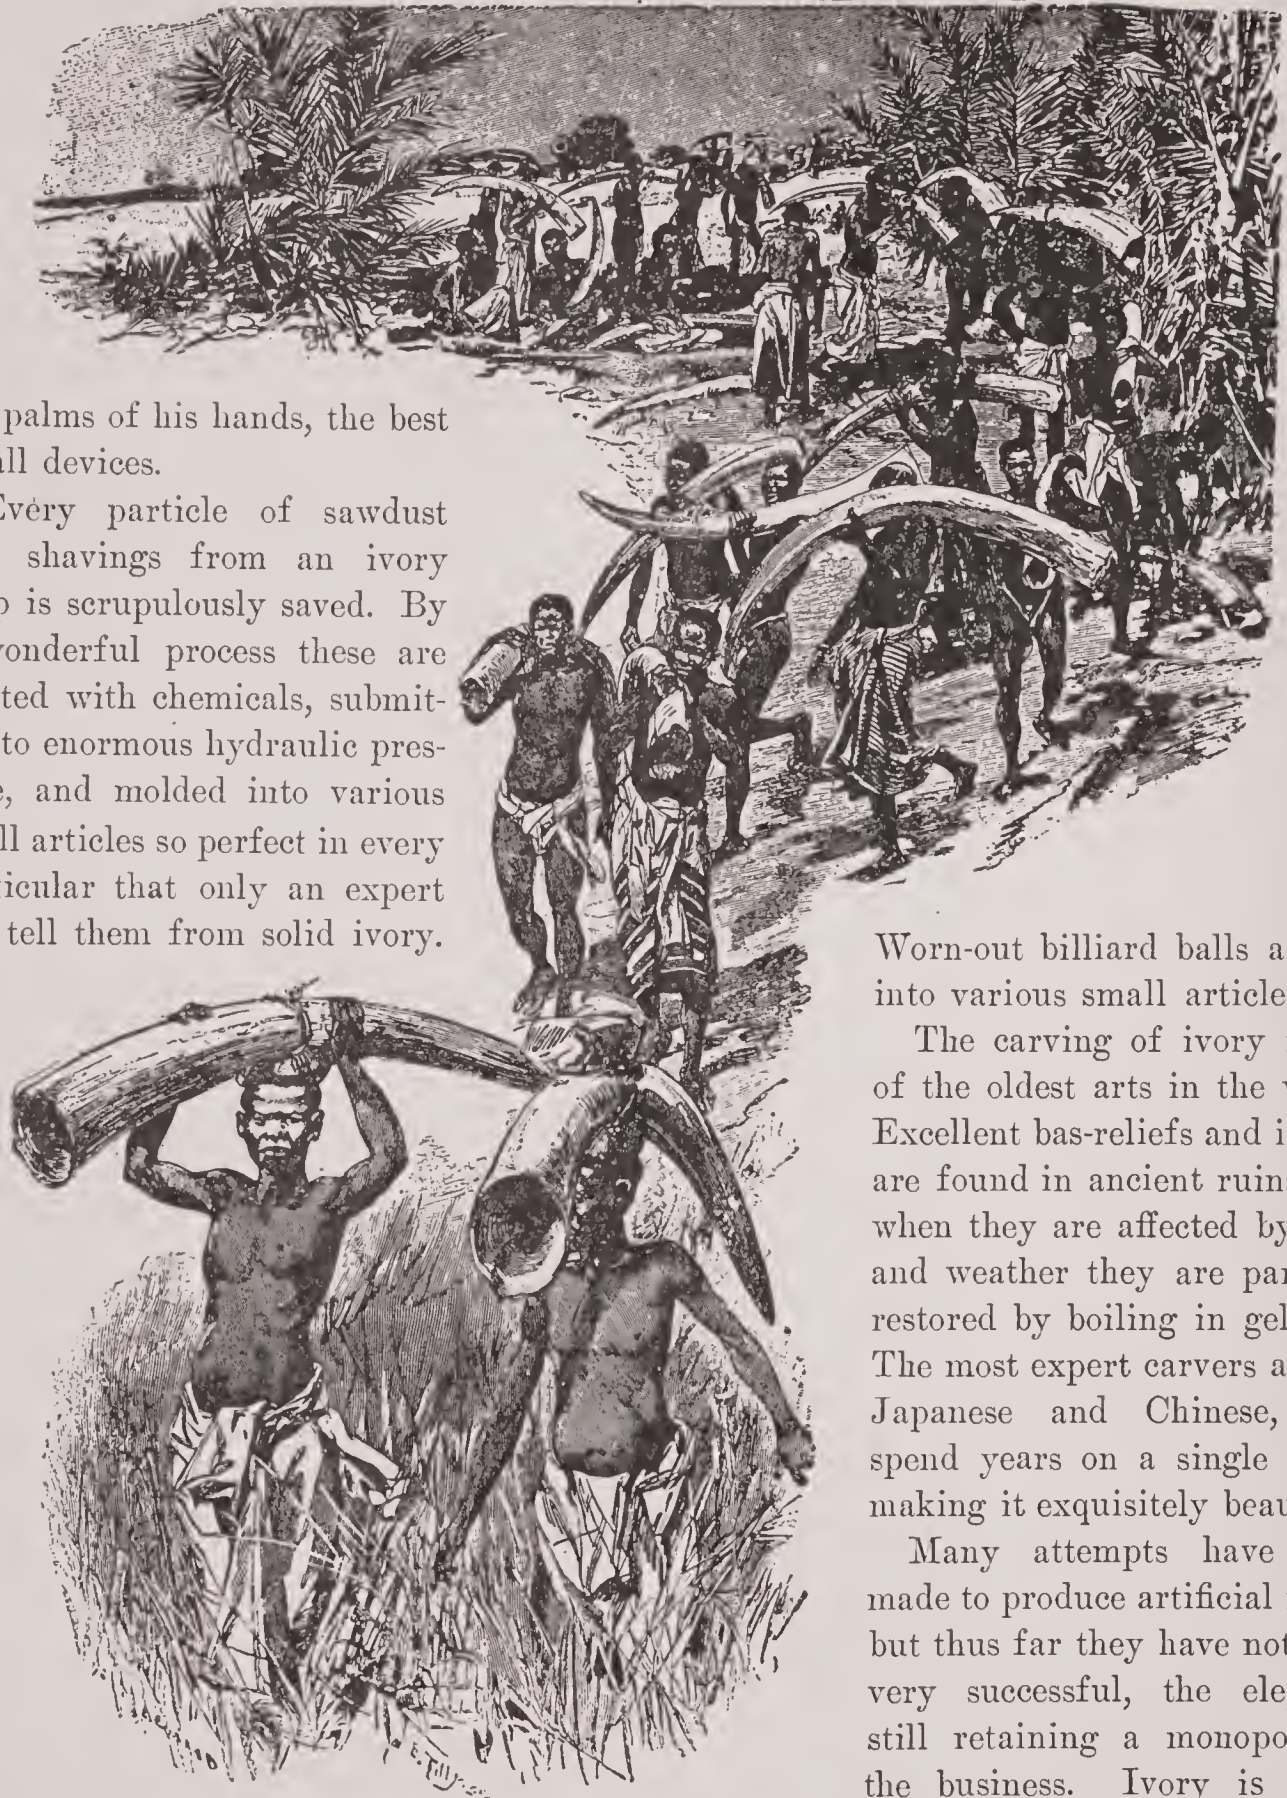 palms of his hands, the best
all devices.
Every particle of sawdust
shavings from an ivory
is scrupulously saved. By
wonderful process these are
ted with chemicals, submit-
to enormous hydraulic pres-
e, and molded into various
ll articles so perfect in every
ticular that only an expert
tell them from solid ivory.
Worn-out billiard balls a
into various small article
The carving of ivory
of the oldest arts in the
Excellent bas-reliefs and i
are found in ancient ruin
when they are affected by
and weather they are par
restored by boiling in gel
The most expert carvers a
Japanese and Chinese,
spend years on a single
making it exquisitely beau
Many attempts have
made to produce artificial
but thus far they have not
very successful, the ele
still retaining a monopo
the business. Ivory is